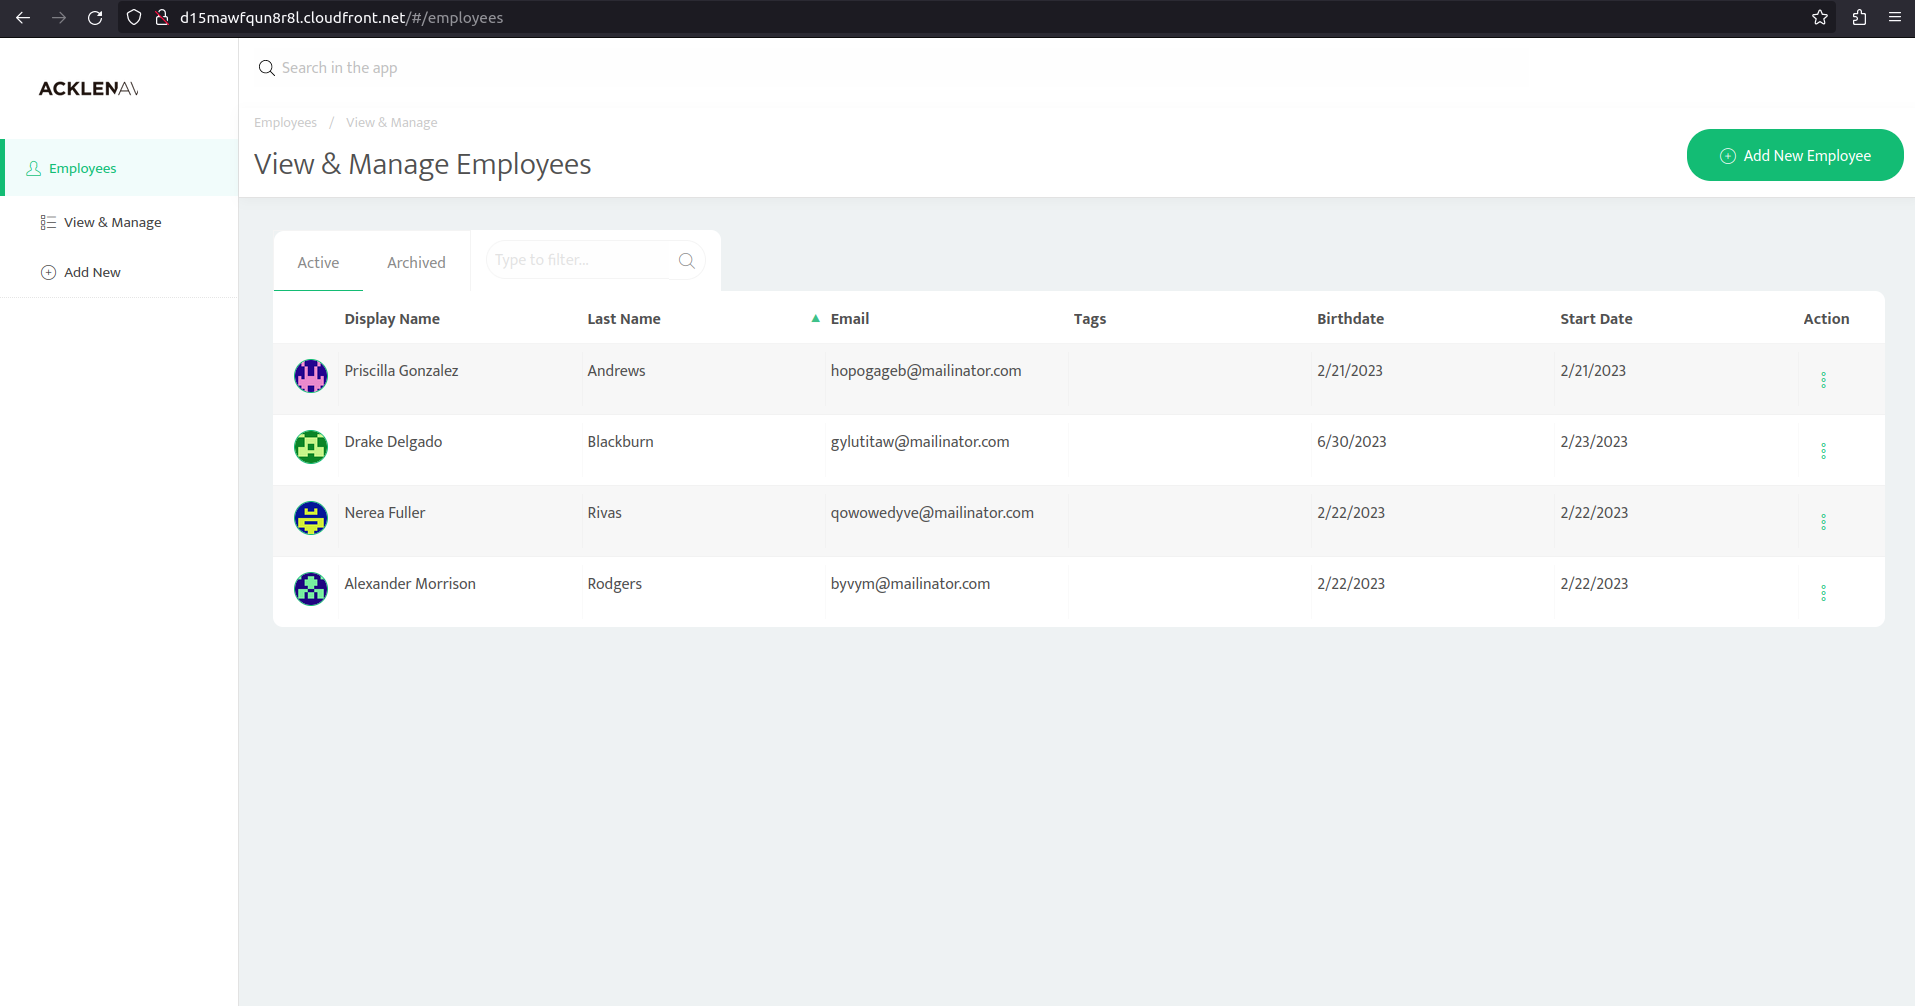 d15mawfqun8r8l.cloudfront.net/#/employees
ACKLENAV
Search in the app
Employees / View & Manage
View & Manage Employees
Add New Employee
Employees
View & Manage
Add New
Active Archived Type to filter...
Display Name Last Name Email Tags Birthdate Start Date Action
Priscilla Gonzalez Andrews hopogageb@mailinator.com 2/21/2023 2/21/2023
Drake Delgado Blackburn gylutitaw@mailinator.com 6/30/2023 2/23/2023
Nerea Fuller Rivas qowowedyve@mailinator.com 2/22/2023 2/22/2023
Alexander Morrison Rodgers byvym@mailinator.com 2/22/2023 2/22/2023